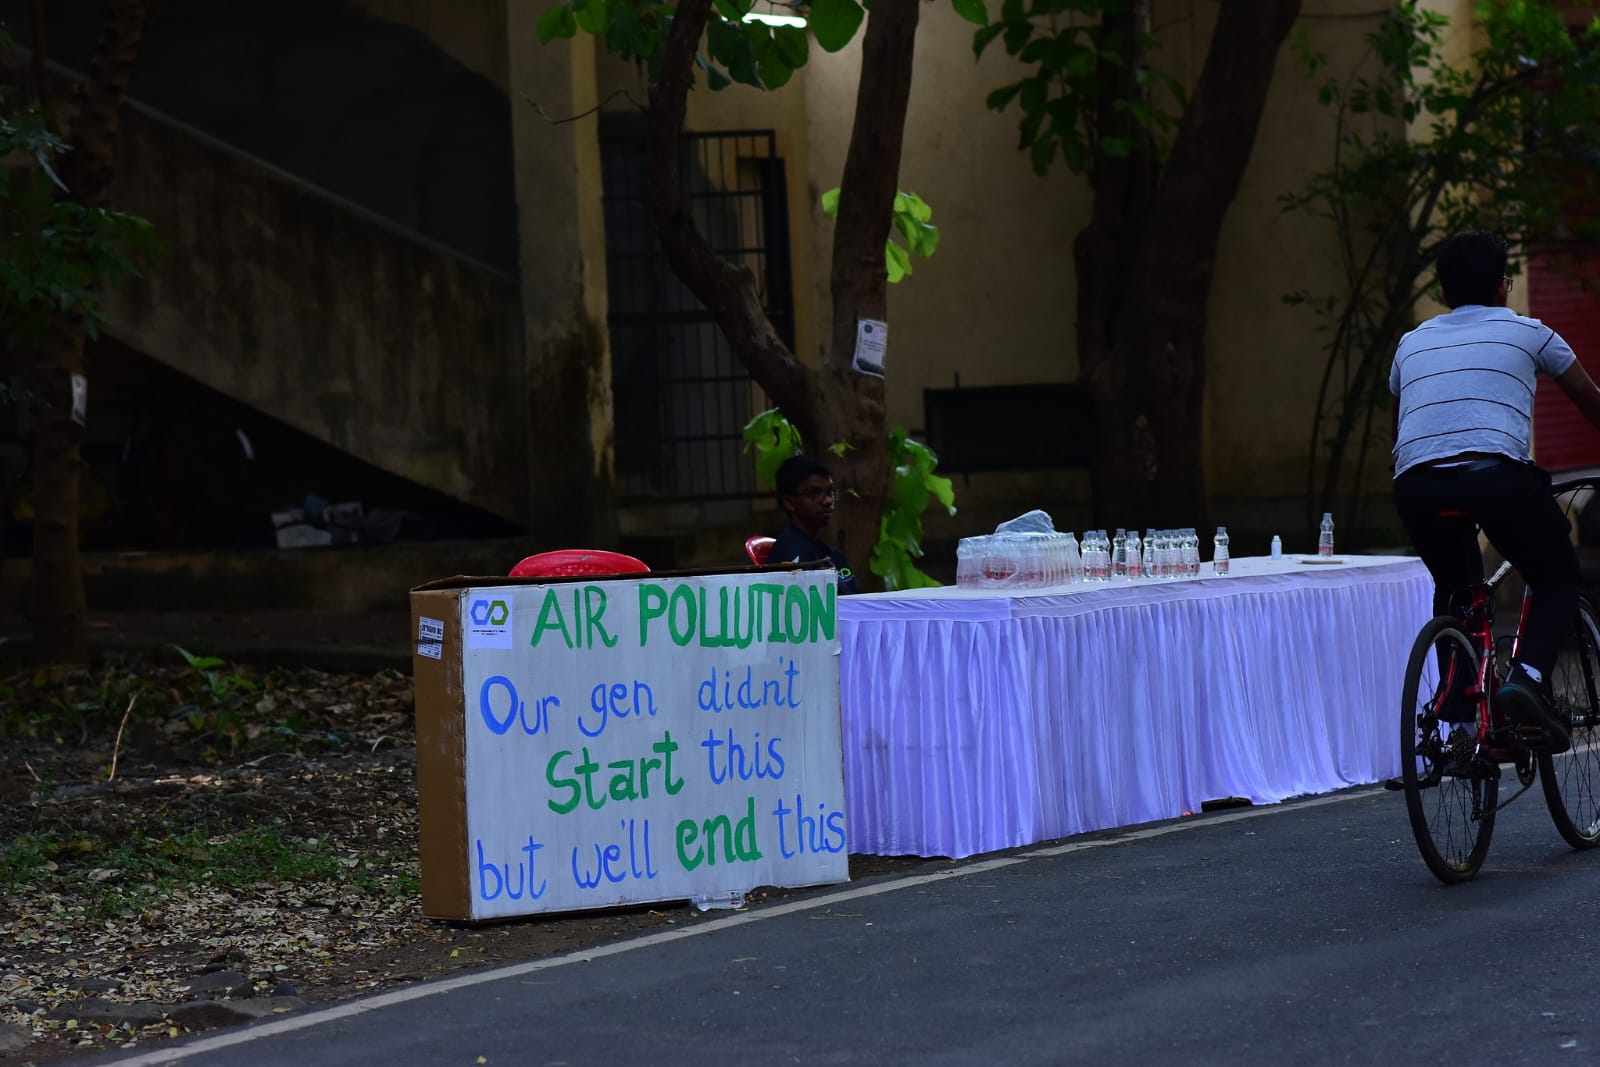 AIR POLLUTION
Our gen didn't
Start this
but we'll end this